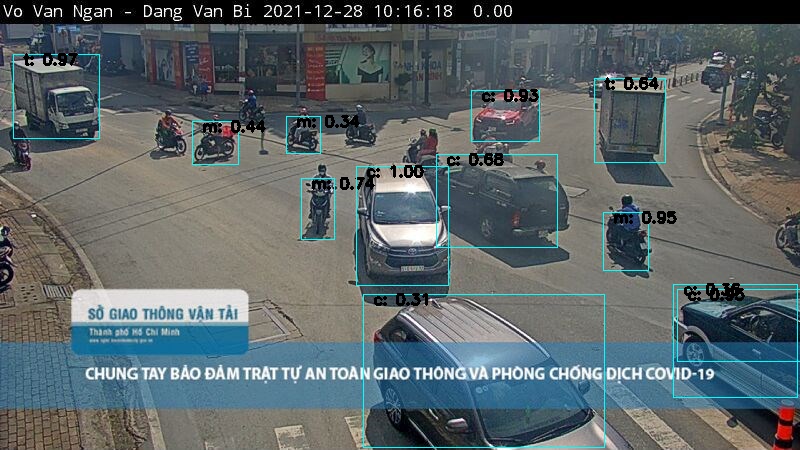 Vo Van Ngan - Dang Van Bi 2021-12-28 10:16:18 0.00
t: 0.97
m: 0.44
m: 0.34
c: 0.93
t: 0.64
m: 0.74
c: 1.00
c: 0.68
m: 0.95
c: 0.31
SỞ GIAO THÔNG VẬN TẢI
Thành phố Hồ Chí Minh
CHUNG TAY BẢO ĐẢM TRẬT TỰ AN TOÀN GIAO THÔNG VÀ PHÒNG CHỐNG DỊCH COVID-19